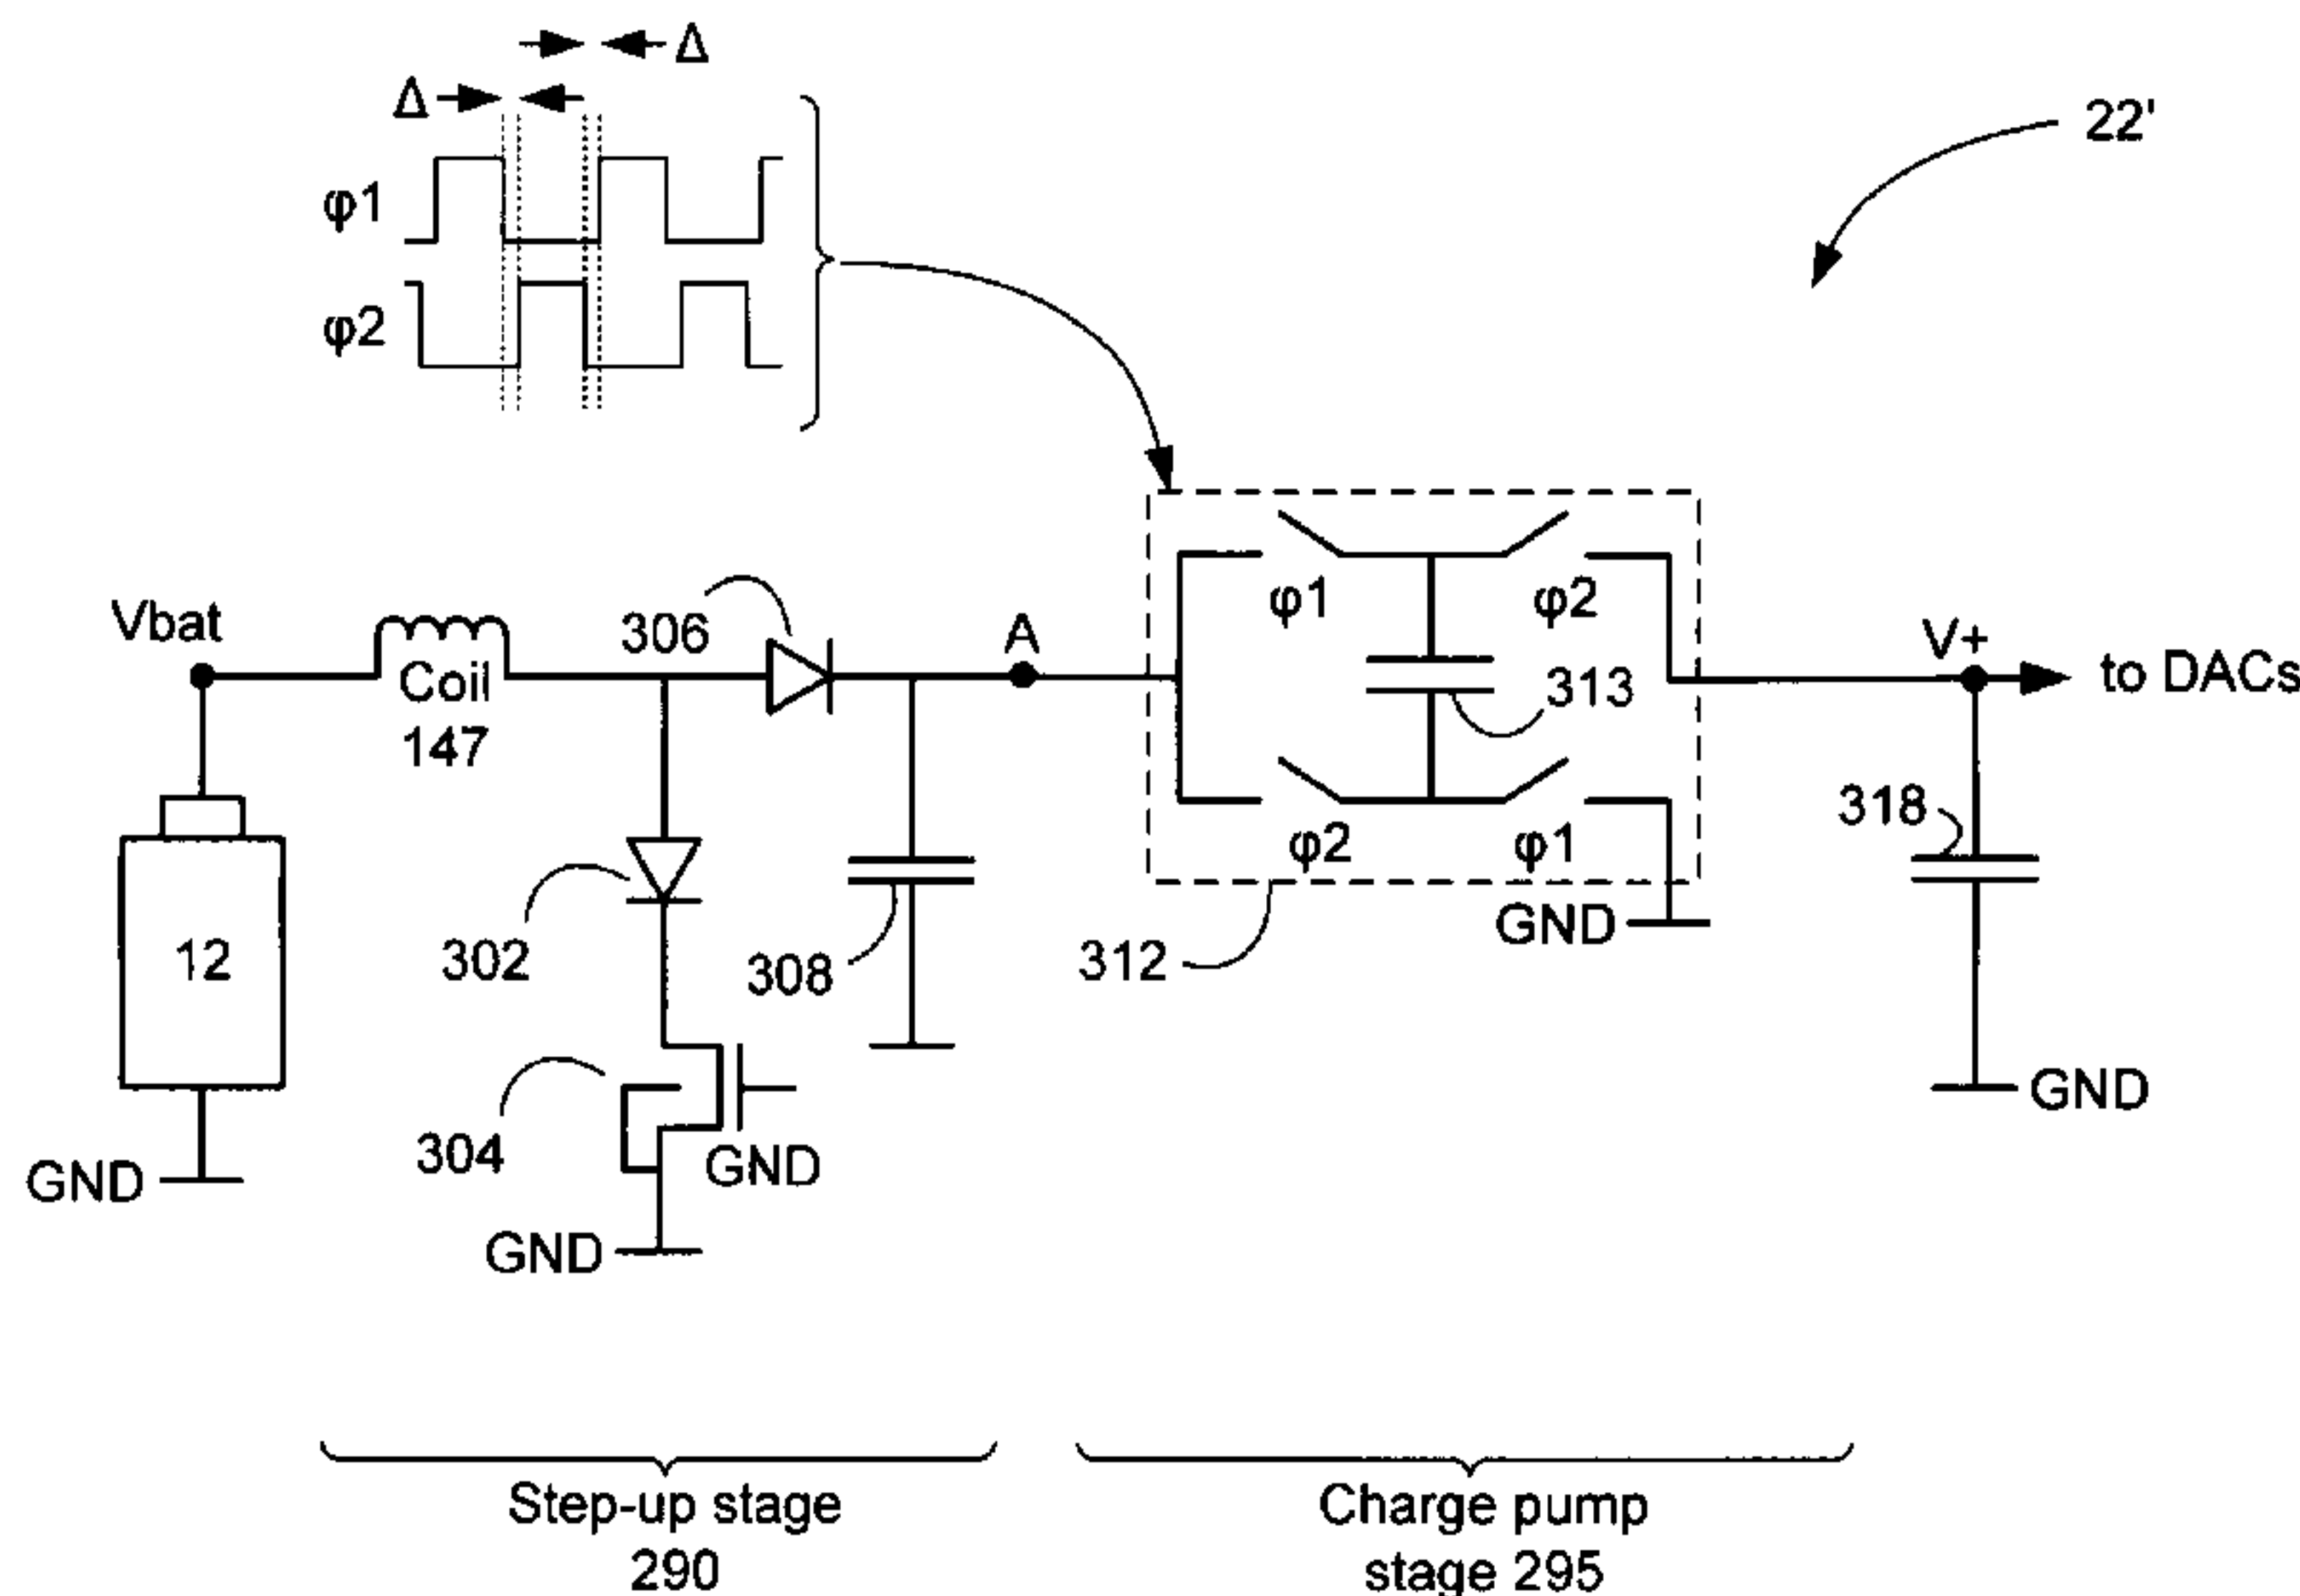 Δ
Δ
22'
φ1
φ2
Vbat
Coil
147
306
A
φ1
φ2
313
V+
to DACs
318
φ2
φ1
12
302
308
312
GND
304
GND
GND
GND
GND
Step-up stage
290
Charge pump
stage 295